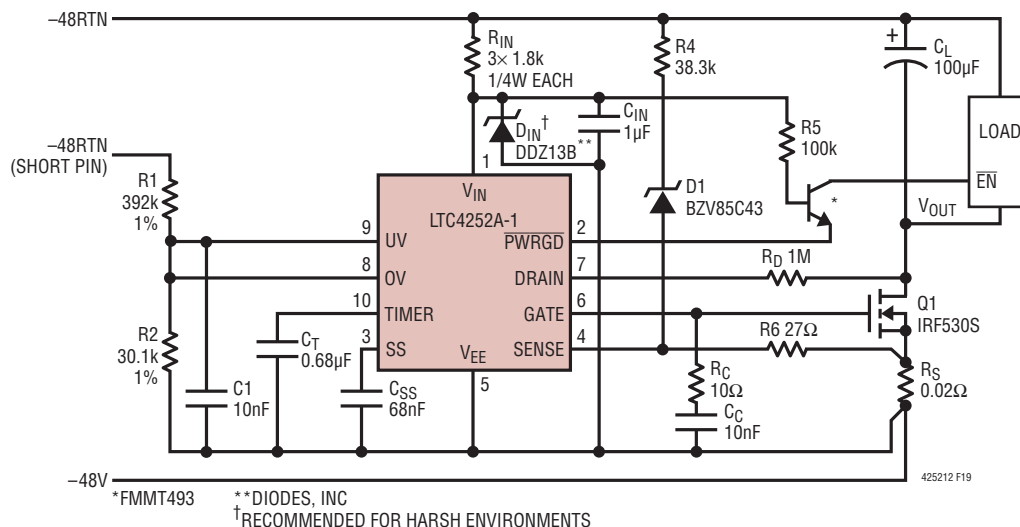 −48RTN
RIN
3× 1.8k
1/4W EACH
R4
38.3k
+
CL
100µF
CIN
1µF
DIN†
DDZ13B**
R5
100k
LOAD
EN
−48RTN
(SHORT PIN)
R1
392k
1%
1
VIN
LTC4252A-1
D1
BZV85C43
*
VOUT
9
UV
PWRGD
2
8
OV
DRAIN
7
RD 1M
10
TIMER
GATE
6
Q1
IRF530S
R2
30.1k
1%
CT
0.68µF
3
SS
VEE
SENSE
4
R6 27Ω
5
C1
10nF
CSS
68nF
RC
10Ω
CC
10nF
RS
0.02Ω
−48V
425212 F19
*FMMT493
**DIODES, INC
†RECOMMENDED FOR HARSH ENVIRONMENTS